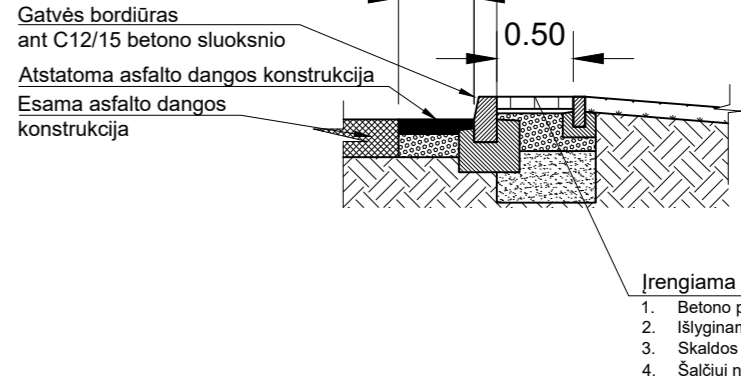 Gatvės bordiūras
ant C12/15 betono sluoksnio
0.50
Atstatoma asfalto dangos konstrukcija
Esama asfalto dangos
konstrukcija
Įrengiama
1. Betono
2.
3. Skaldos
4. Šalčiui